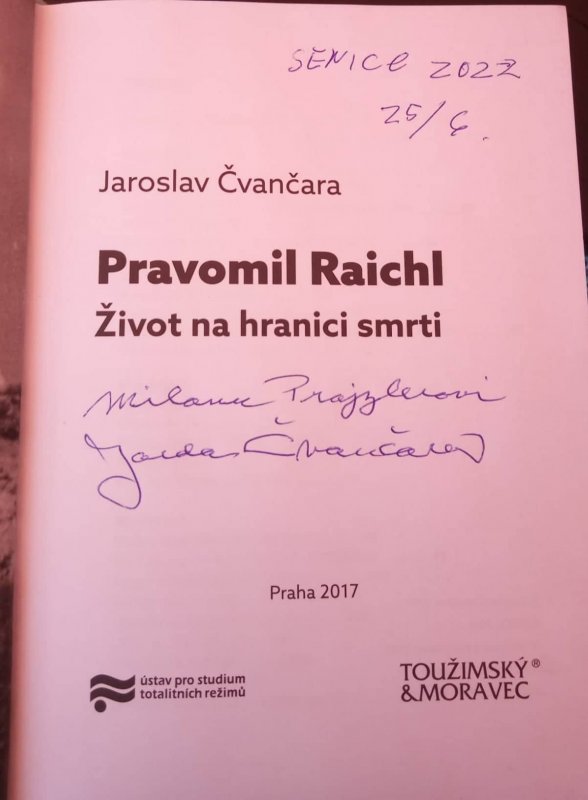 SENICE 2022
25/6.
Jaroslav Čvančara
Pravomil Raichl
Život na hranici smrti
Milanu Prajzlerovi
Jarda Čvančara
Praha 2017
ústav pro studium
totalitních režimů
TOUŽIMSKÝ®
&MORAVEC